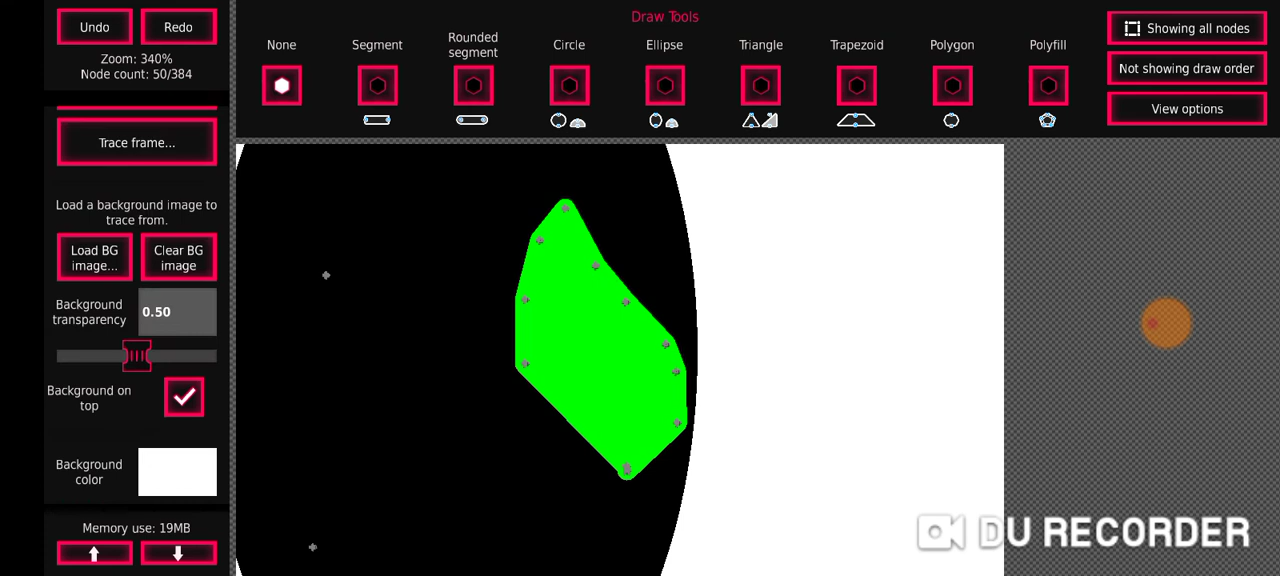 Undo
Redo
Zoom: 340%
Node count: 50/384
Trace frame...
Load a background image to
trace from.
Load BG
image...
Clear BG
image
Background
transparency
0.50
Background on
top
Background
color
Memory use: 19MB
Draw Tools
None
Segment
Rounded
segment
Circle
Ellipse
Triangle
Trapezoid
Polygon
Polyfill
Showing all nodes
Not showing draw order
View options
DU RECORDER